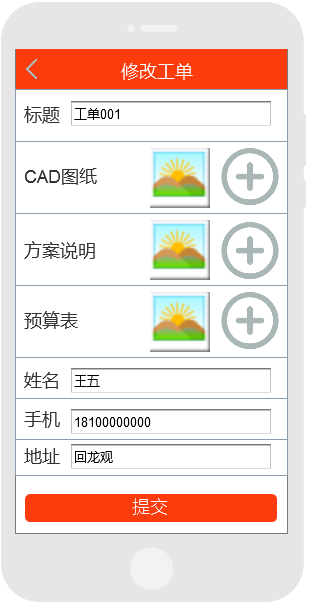 修改工单
标题 工单001
CAD图纸
方案说明
预算表
姓名 王五
手机 18100000000
地址 回龙观
提交